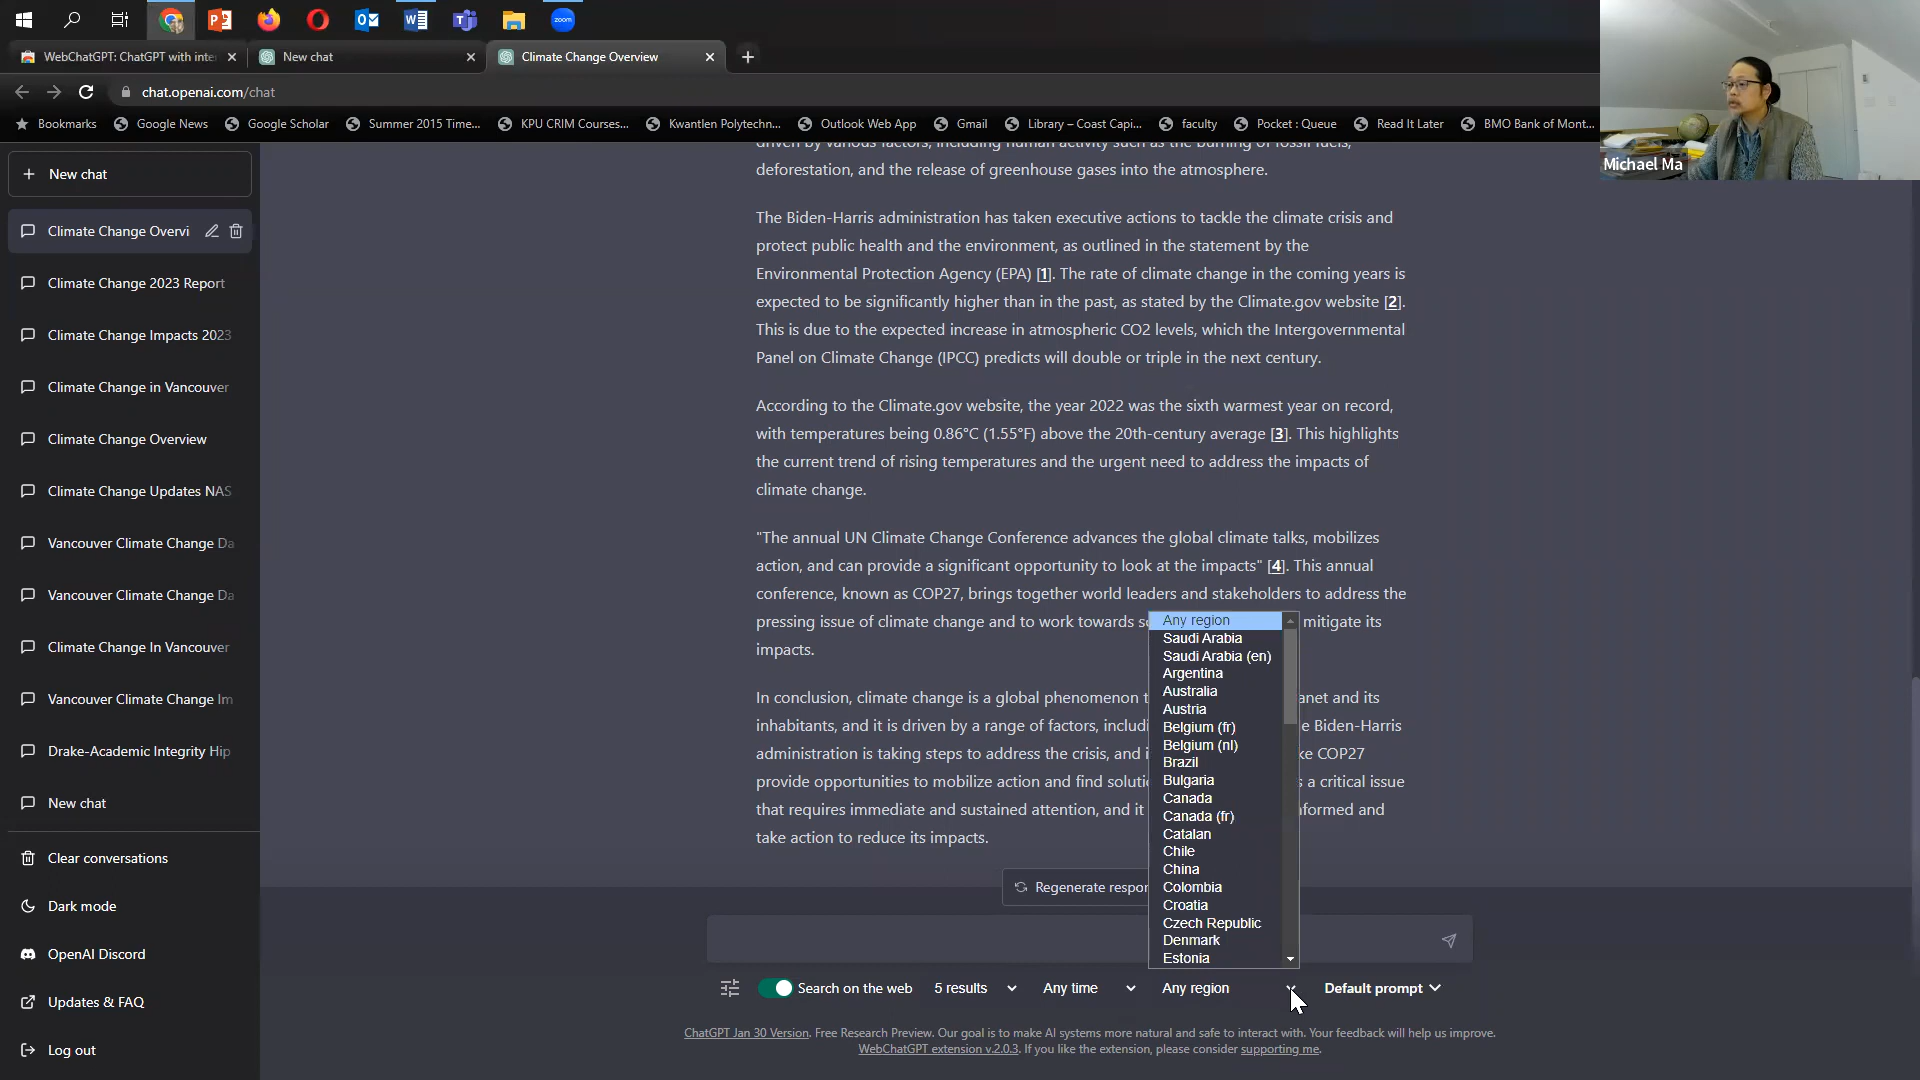 WebChatGPT: ChatGPT with inte
New chat
Climate Change Overview
chat.openai.com/chat
Bookmarks
Google News
Google Scholar
Summer 2015 Time...
KPU CRIM Courses...
Kwantlen Polytechn...
Outlook Web App
Gmail
Library – Coast Capi...
faculty
Pocket : Queue
Read It Later
BMO Bank of Mont...
Michael Ma
New chat
Climate Change Overvi
Climate Change 2023 Report
Climate Change Impacts 2023
Climate Change in Vancouver
Climate Change Overview
Climate Change Updates NAS
Vancouver Climate Change Da
Vancouver Climate Change Da
Climate Change In Vancouver
Vancouver Climate Change Im
Drake-Academic Integrity Hip
New chat
Clear conversations
Dark mode
OpenAI Discord
Updates & FAQ
Log out
driven by various factors, including human activity such as the burning of fossil fuels,
deforestation, and the release of greenhouse gases into the atmosphere.
The Biden-Harris administration has taken executive actions to tackle the climate crisis and
protect public health and the environment, as outlined in the statement by the
Environmental Protection Agency (EPA) [1]. The rate of climate change in the coming years is
expected to be significantly higher than in the past, as stated by the Climate.gov website [2].
This is due to the expected increase in atmospheric CO2 levels, which the Intergovernmental
Panel on Climate Change (IPCC) predicts will double or triple in the next century.
According to the Climate.gov website, the year 2022 was the sixth warmest year on record,
with temperatures being 0.86°C (1.55°F) above the 20th-century average [3]. This highlights
the current trend of rising temperatures and the urgent need to address the impacts of
climate change.
"The annual UN Climate Change Conference advances the global climate talks, mobilizes
action, and can provide a significant opportunity to look at the impacts" [4]. This annual
conference, known as COP27, brings together world leaders and stakeholders to address the
pressing issue of climate change and to work towards s mitigate its
impacts.
In conclusion, climate change is a global phenomenon t anet and its
inhabitants, and it is driven by a range of factors, includi e Biden-Harris
administration is taking steps to address the crisis, and i ke COP27
provide opportunities to mobilize action and find soluti s a critical issue
that requires immediate and sustained attention, and it formed and
take action to reduce its impacts.
Any region
Saudi Arabia
Saudi Arabia (en)
Argentina
Australia
Austria
Belgium (fr)
Belgium (nl)
Brazil
Bulgaria
Canada
Canada (fr)
Catalan
Chile
China
Colombia
Croatia
Czech Republic
Denmark
Estonia
Regenerate respor
Search on the web
5 results
Any time
Any region
Default prompt
ChatGPT Jan 30 Version. Free Research Preview. Our goal is to make AI systems more natural and safe to interact with. Your feedback will help us improve.
WebChatGPT extension v.2.0.3. If you like the extension, please consider supporting me.